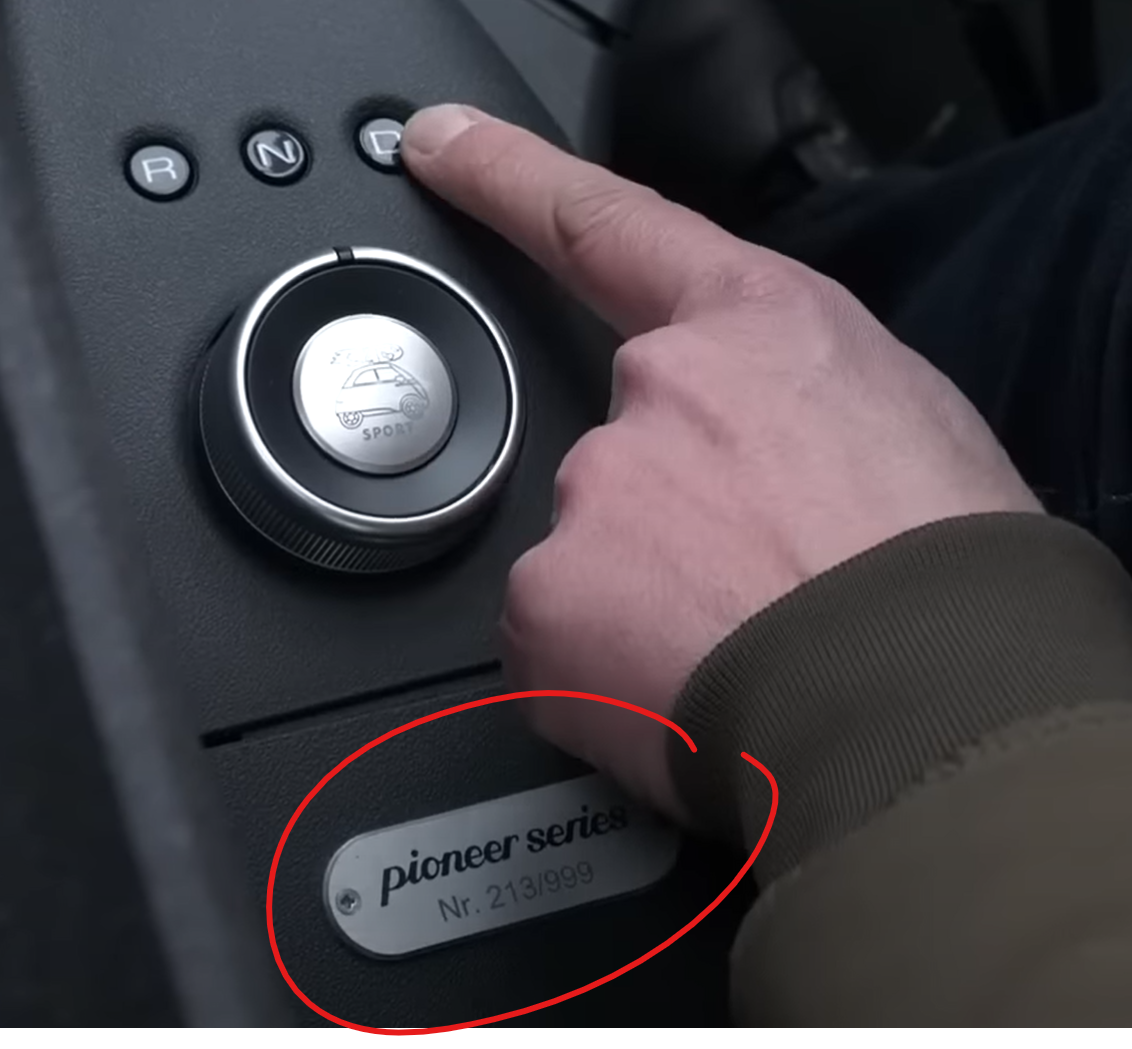 R N D
SPORT
pioneer series
Nr. 213/999